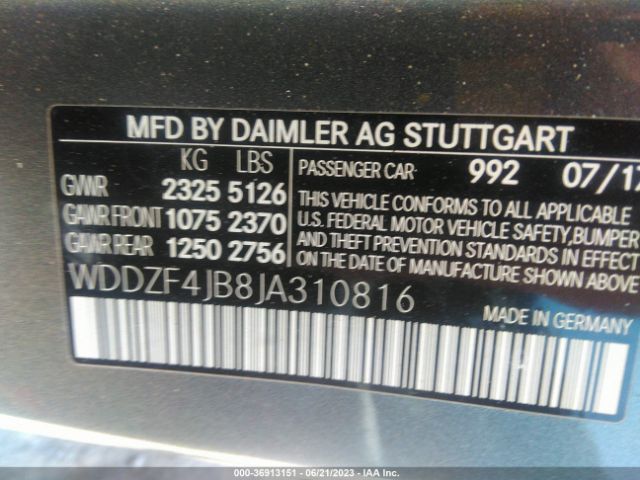 MFD BY DAIMLER AG STUTTGART
KG LBS
GVWR 2325 5126
GAWR FRONT 1075 2370
GAWR REAR 1250 2756
PASSENGER CAR 992 07/17
THIS VEHICLE CONFORMS TO ALL APPLICABLE
U.S. FEDERAL MOTOR VEHICLE SAFETY, BUMPER
AND THEFT PREVENTION STANDARDS IN EFFECT
ON THE DATE OF MANUFACTURE SHOWN ABOVE
WDDZF4JB8JA310816
MADE IN GERMANY
000-36913151 - 06/21/2023 - IAA Inc.